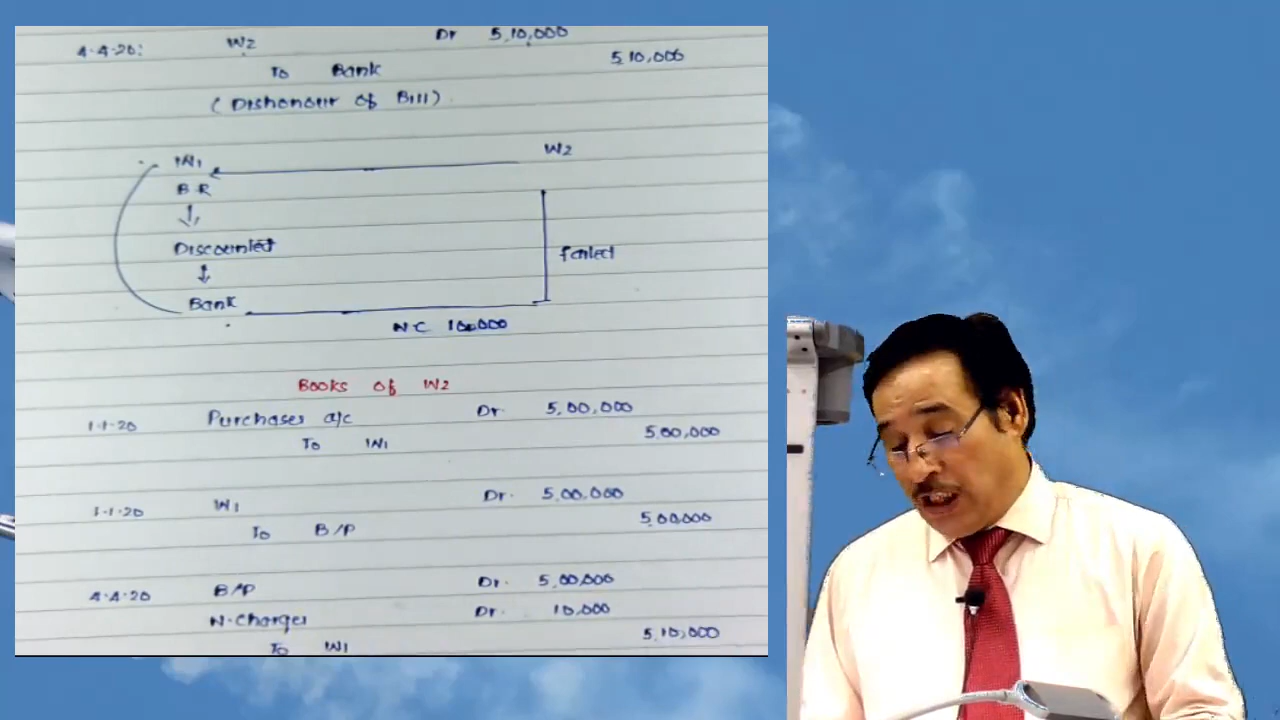 4-4-20: W2 Dr 5,10,000
To Bank 5,10,000
(Dishonour of Bill)
W1 W2
B R
Discounted
failed
Bank
N C 10,000
Books of W2
1-1-20 Purchases a/c Dr. 5,00,000
To W1 5,00,000
1-1-20 W1 Dr. 5,00,000
To B/P 5,00,000
4-4-20 B/P Dr. 5,00,000
N. Charges Dr. 10,000
To W1 5,10,000